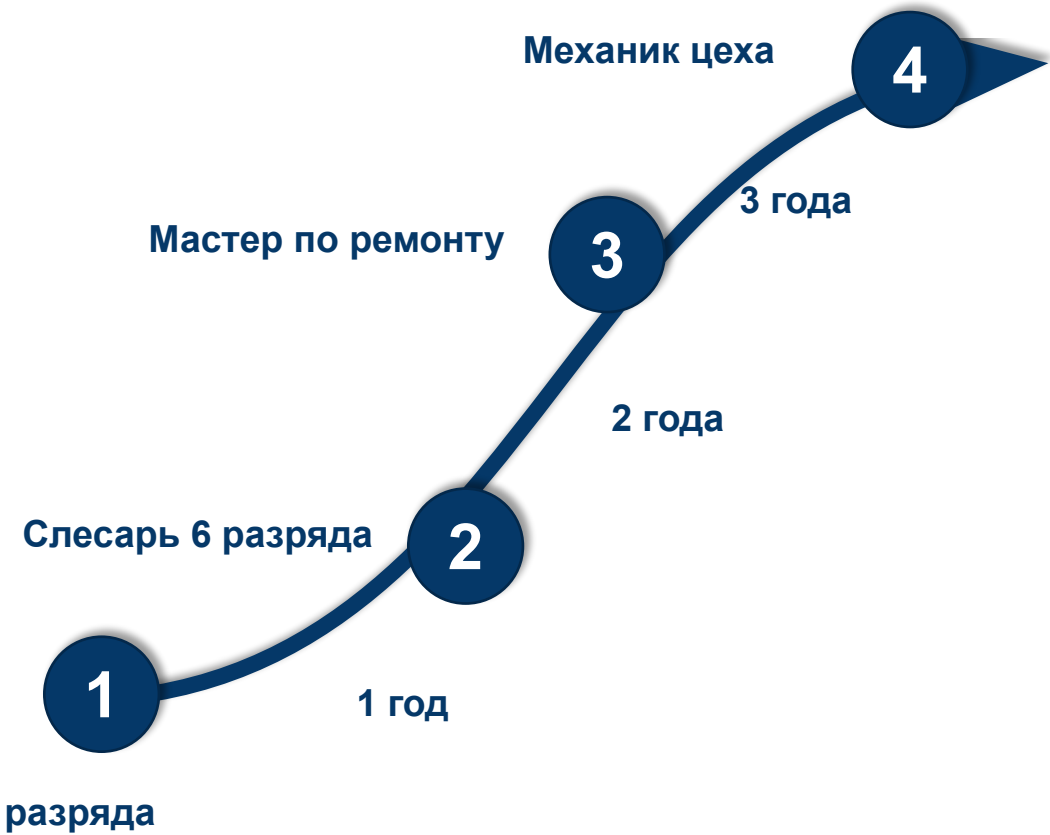 Механик цеха
4
3 года
Мастер по ремонту
3
2 года
Слесарь 6 разряда
2
1
1 год
разряда